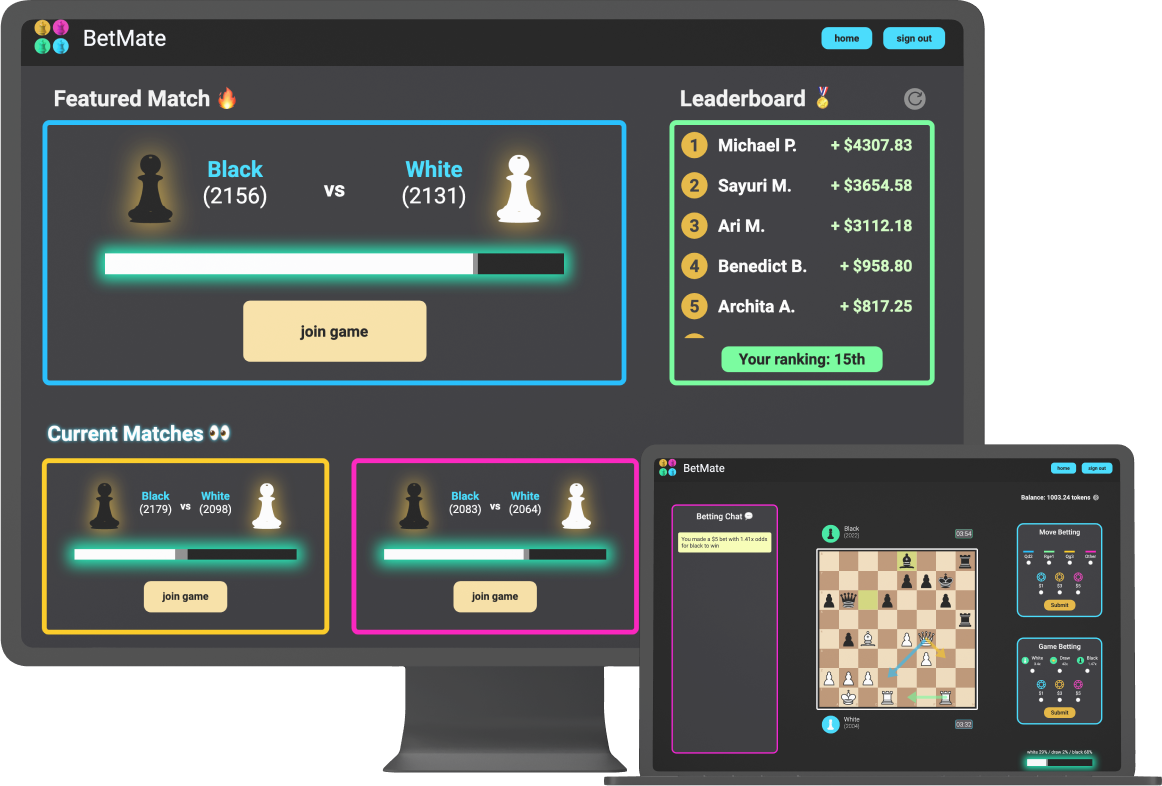 BetMate
home
sign out
Featured Match 🔥
Black
(2156)
vs
White
(2131)
join game
Leaderboard 🏅
1 Michael P. + $4307.83
2 Sayuri M. + $3654.58
3 Ari M. + $3112.18
4 Benedict B. + $958.80
5 Archita A. + $817.25
Your ranking: 15th
Current Matches 👀
Black
(2179)
vs
White
(2098)
join game
Black
(2083)
vs
White
(2064)
join game
BetMate
home
sign out
Balance: 1003.24 tokens
Betting Chat 💬
You made a $5 bet with 1.41x odds
for black to win
Black
(2022)
03:54
White
(2004)
03:32
Move Betting
Qd2 Rge1 Qg3 Other
$1 $3 $5
Submit
Game Betting
White Draw Black
$1 $3 $5
Submit
white 29% / draw 2% / black 68%